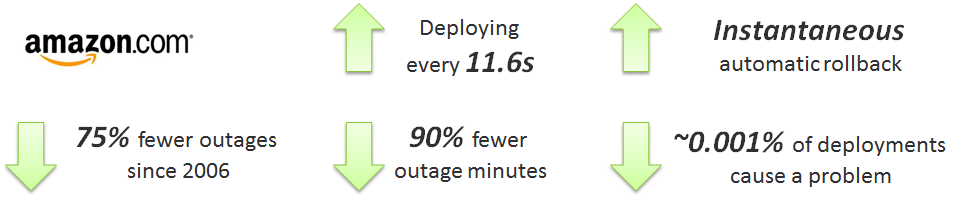 amazon.com
Deploying
every 11.6s
Instantaneous
automatic rollback
75% fewer outages
since 2006
90% fewer
outage minutes
~0.001% of deployments
cause a problem